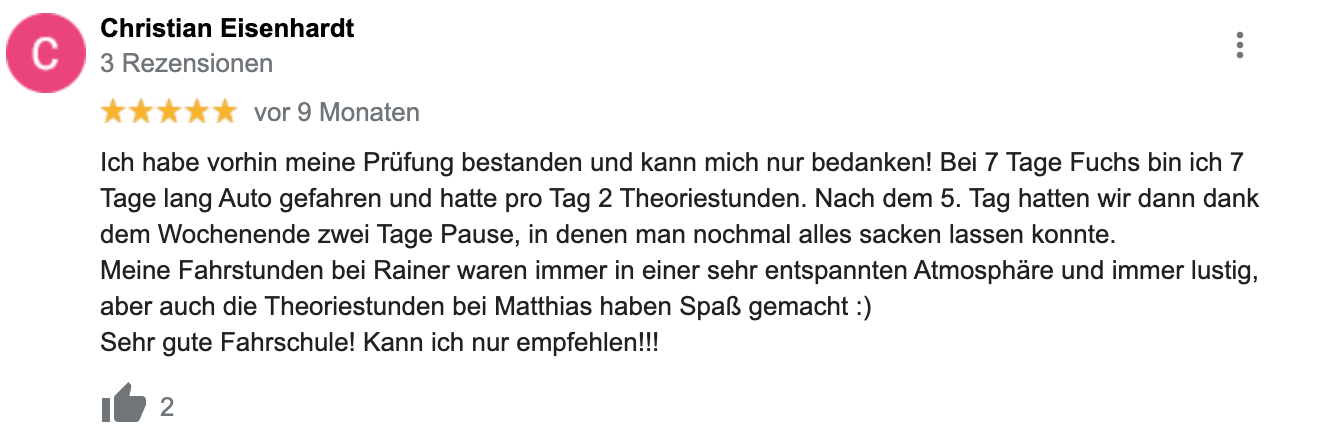 C
Christian Eisenhardt
3 Rezensionen
vor 9 Monaten
Ich habe vorhin meine Prüfung bestanden und kann mich nur bedanken! Bei 7 Tage Fuchs bin ich 7
Tage lang Auto gefahren und hatte pro Tag 2 Theoriestunden. Nach dem 5. Tag hatten wir dann dank
dem Wochenende zwei Tage Pause, in denen man nochmal alles sacken lassen konnte.
Meine Fahrstunden bei Rainer waren immer in einer sehr entspannten Atmosphäre und immer lustig,
aber auch die Theoriestunden bei Matthias haben Spaß gemacht :)
Sehr gute Fahrschule! Kann ich nur empfehlen!!!
2